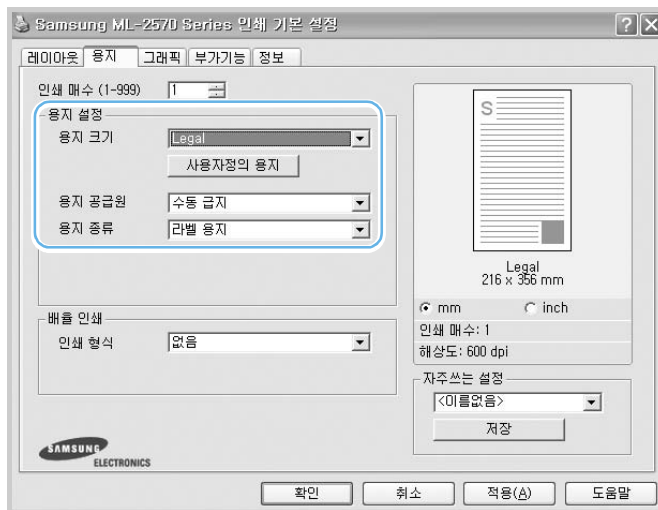 Samsung ML-2570 Series 인쇄 기본 설정
레이아웃 용지 그래픽 부가기능 정보
인쇄 매수 (1-999) 1
용지 설정
용지 크기 Legal
사용자정의 용지
용지 공급원 수동 급지
용지 종류 라벨 용지
배율 인쇄
인쇄 형식 없음
SAMSUNG
ELECTRONICS
S
Legal
216 x 356 mm
mm inch
인쇄 매수: 1
해상도: 600 dpi
자주쓰는 설정
<이름없음>
저장
확인 취소 적용(A) 도움말